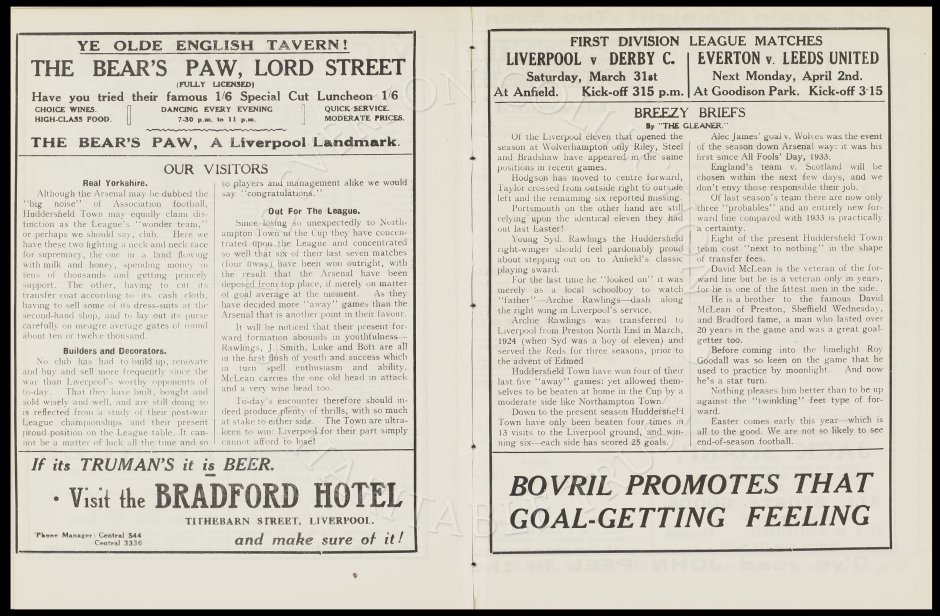 YE OLDE ENGLISH TAVERN!
THE BEAR'S PAW, LORD STREET
(FULLY LICENSED)
Have you tried their famous 1/6 Special Cut Luncheon 1/6
CHOICE WINES.
HIGH-CLASS FOOD.
DANCING EVERY EVENING
7-30 p.m. to 11 p.m.
QUICK SERVICE.
MODERATE PRICES.
THE BEAR'S PAW, A Liverpool Landmark.
OUR VISITORS
Real Yorkshire.
Although the Arsenal may be dubbed the
"big noise" of Association football,
Huddersfield Town may equally claim dis-
tinction as the League's "wonder team,"
or perhaps we should say, club. Here we
have these two fighting a neck and neck race
for supremacy, the one in a land flowing
with milk and honey, spending money in
tens of thousands and getting princely
support. The other, having to cut its
transfer coat according to its cash cloth,
having to sell some of its dress-suits at the
second-hand shop, and to lay out its purse
carefully on meagre average gates of round
about ten or twelve thousand.
Builders and Decorators.
No club has had to build up, renovate
and buy and sell more frequently since the
war than Liverpool's worthy opponents of
to-day. That they have built, bought and
sold wisely and well, and are still doing so
is reflected from a study of their post-war
League championships and their present
proud position on the League table. It can-
not be a matter of luck all the time and so
to players and management alike we would
say "congratulations."
Out For The League.
Since losing so unexpectedly to North-
ampton Town in the Cup they have concen-
trated upon the League and concentrated
so well that six of their last seven matches
(four away) have been won outright, with
the result that the Arsenal have been
deposed from top place, if merely on matter
of goal average at the moment. As they
have decided more "away" games than the
Arsenal that is another point in their favour.
It will be noticed that their present for-
ward formation abounds in youthfulness—
Rawlings, J. Smith, Luke and Bott are all
in the first flush of youth and success which
in turn spell enthusiasm and ability.
McLean carries the one old head in attack
and a very wise head too.
To-day's encounter therefore should in-
deed produce plenty of thrills, with so much
at stake to either side. The Town are ultra-
keen to win: Liverpool for their part simply
cannot afford to lose!
If its TRUMAN'S it is BEER.
• Visit the BRADFORD HOTEL
TITHEBARN STREET, LIVERPOOL.
'Phone Manager: Central 544
Central 3336
and make sure of it!
9
FIRST DIVISION LEAGUE MATCHES
LIVERPOOL v DERBY C.
Saturday, March 31st
At Anfield. Kick-off 315 p.m.
EVERTON v. LEEDS UNITED
Next Monday, April 2nd.
At Goodison Park. Kick-off 3·15
BREEZY BRIEFS
By "THE GLEANER."
Of the Liverpool eleven that opened the
season at Wolverhampton only Riley, Steel
and Bradshaw have appeared in the same
positions in recent games.
Hodgson has moved to centre forward,
Taylor crossed from outside right to outside
left and the remaining six reported missing.
Portsmouth on the other hand are still
relying upon the identical eleven they had
out last Easter!
Young Syd. Rawlings the Huddersfield
right-winger should feel pardonably proud
about stepping out on to Anfield's classic
playing sward.
For the last time he "looked on" it was
merely as a local schoolboy to watch
"father"—Archie Rawlings—dash along
the right wing in Liverpool's service.
Archie Rawlings was transferred to
Liverpool from Preston North End in March,
1924 (when Syd was a boy of eleven) and
served the Reds for three seasons, prior to
the advent of Edmed
Huddersfield Town have won four of their
last five "away" games: yet allowed them-
selves to be beaten at home in the Cup by a
moderate side like Northampton Town.
Down to the present season Huddersfield
Town have only been beaten four times in
13 visits to the Liverpool ground, and win-
ning six—each side has scored 25 goals.
Alec James' goal v. Wolves was the event
of the season down Arsenal way: it was his
first since All Fools' Day, 1933.
England's team v. Scotland will be
chosen within the next few days, and we
don't envy those responsible their job.
Of last season's team there are now only
three "probables" and an entirely new for-
ward line compared with 1933 is practically
a certainty.
Eight of the present Huddersfield Town
team cost "next to nothing" in the shape
of transfer fees.
David McLean is the veteran of the for-
ward line but he is a veteran only in years,
for he is one of the fittest men in the side.
He is a brother to the famous David
McLean of Preston, Sheffield Wednesday,
and Bradford fame, a man who lasted over
20 years in the game and was a great goal-
getter too.
Before coming into the limelight Roy
Goodall was so keen on the game that he
used to practice by moonlight. And now
he's a star turn.
Nothing pleases him better than to be up
against the "twinkling" feet type of for-
ward.
Easter comes early this year—which is
all to the good. We are not so likely to see
end-of-season football.
BOVRIL PROMOTES THAT
GOAL-GETTING FEELING